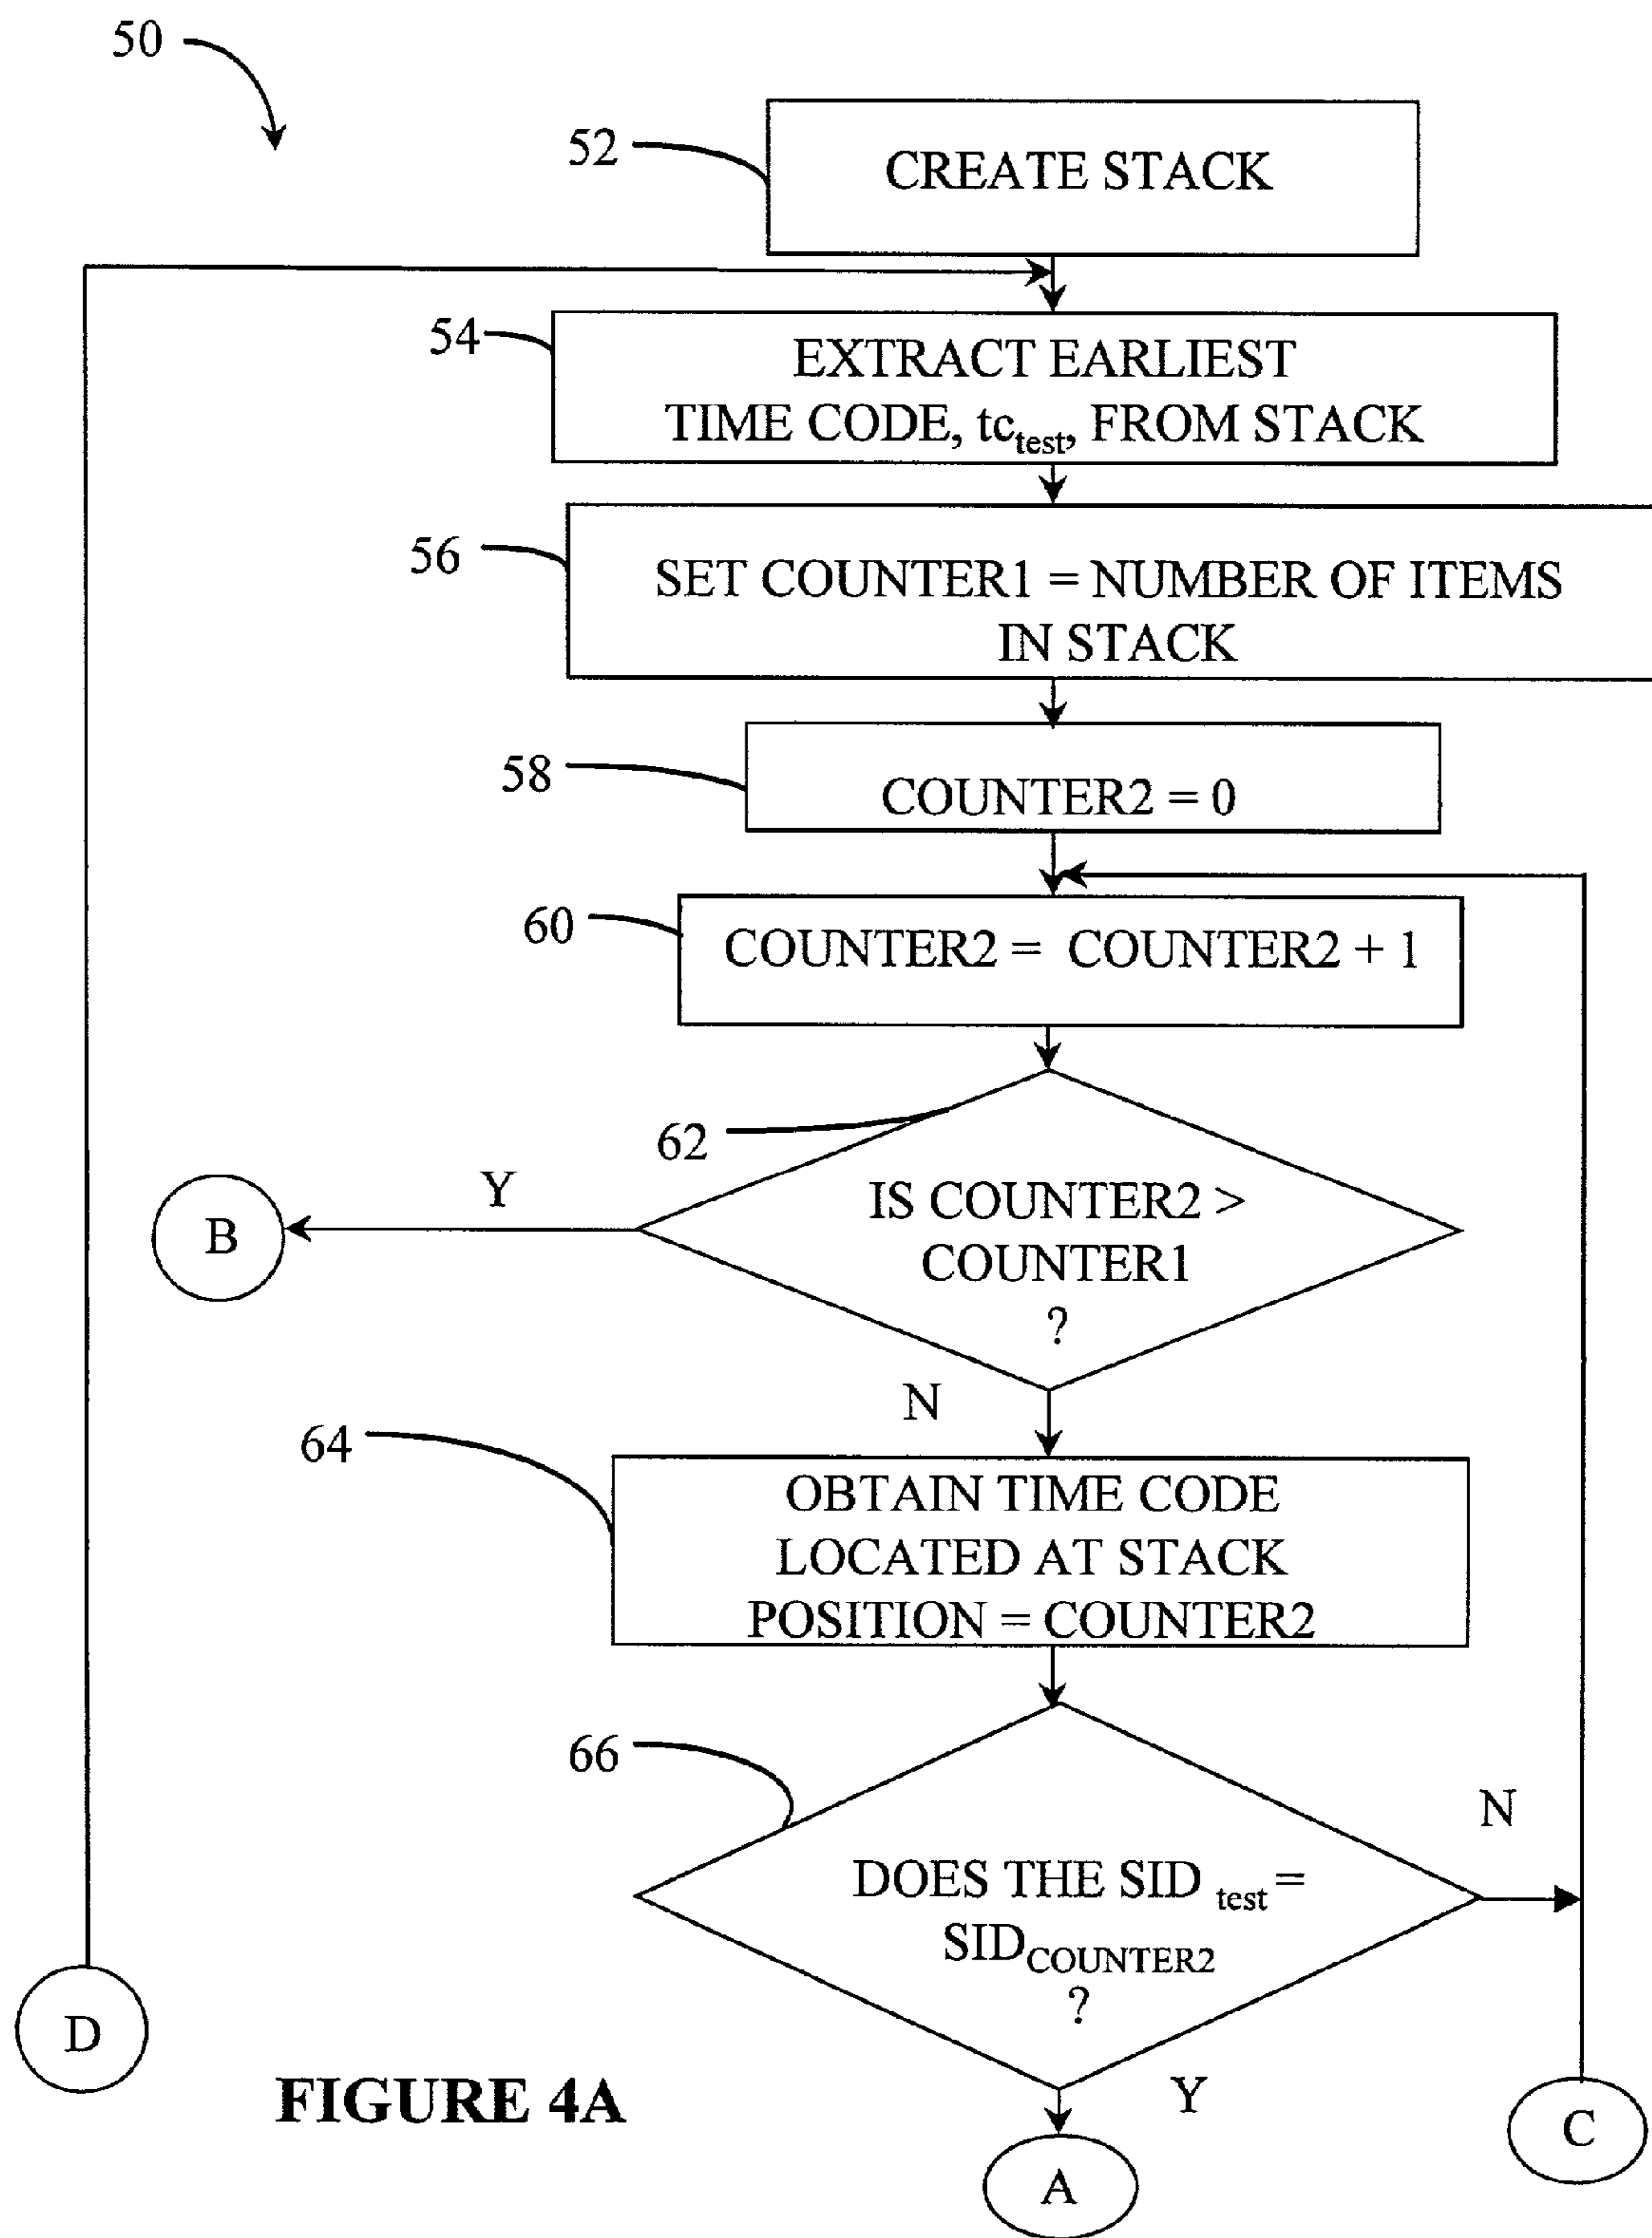 50
52
CREATE STACK
54
EXTRACT EARLIEST
TIME CODE, tc_test, FROM STACK
56
SET COUNTER1 = NUMBER OF ITEMS
IN STACK
58
COUNTER2 = 0
60
COUNTER2 = COUNTER2 + 1
62
IS COUNTER2 >
COUNTER1
?
Y
B
N
64
OBTAIN TIME CODE
LOCATED AT STACK
POSITION = COUNTER2
66
DOES THE SID test =
SID_COUNTER2
?
N
Y
D
C
A
FIGURE 4A